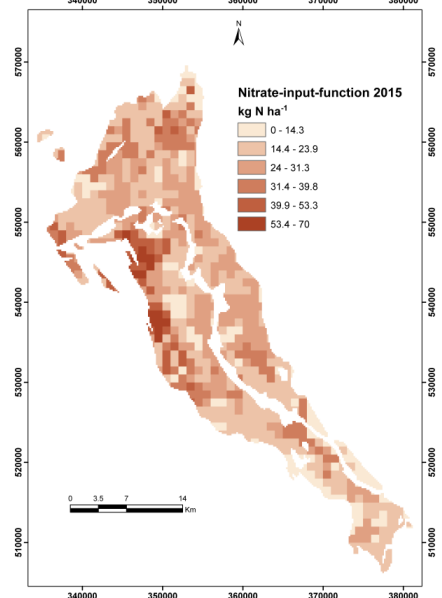 340000 350000 360000 370000 380000
N
570000 570000
Nitrate-input-function 2015
kg N ha-1
0 - 14.3
14.4 - 23.9
24 - 31.3
31.4 - 39.8
39.9 - 53.3
53.4 - 70
560000 560000
550000 550000
540000 540000
530000 530000
520000 520000
0 3.5 7 14
Km
510000 510000
340000 350000 360000 370000 380000